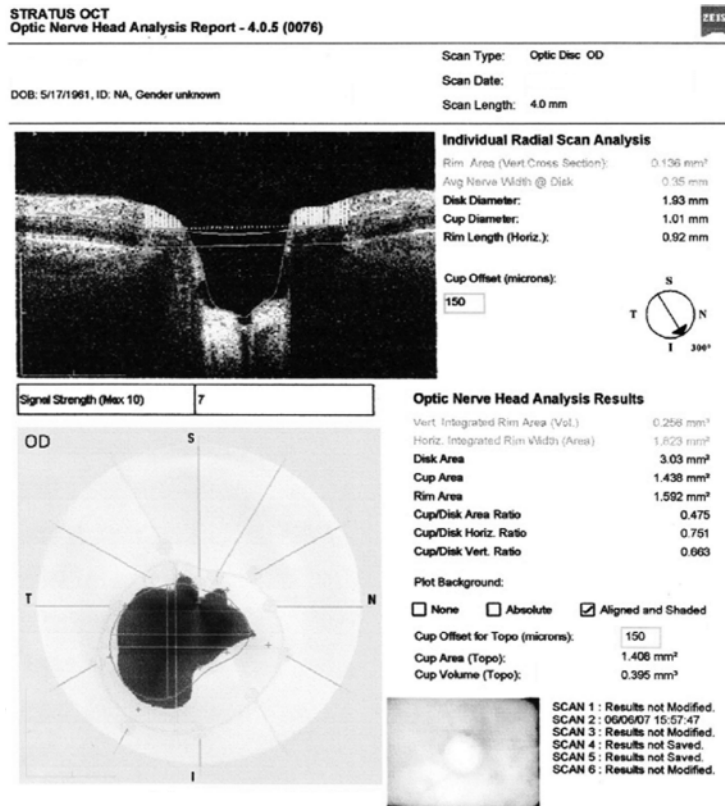 STRATUS OCT
Optic Nerve Head Analysis Report - 4.0.5 (0076)
ZEISS
Scan Type: Optic Disc OD
Scan Date:
DOB: 5/17/1961, ID: NA, Gender unknown
Scan Length: 4.0 mm
Individual Radial Scan Analysis
Rim Area (Vert.Cross Section): 0.136 mm²
Avg Nerve Width @ Disk 0.35 mm
Disk Diameter: 1.93 mm
Cup Diameter: 1.01 mm
Rim Length (Horiz.): 0.92 mm
Cup Offset (microns):
150
S
T N
I 300°
Signal Strength (Max 10) 7
Optic Nerve Head Analysis Results
Vert. Integrated Rim Area (Vol.) 0.256 mm³
Horiz. Integrated Rim Width (Area) 1.823 mm²
Disk Area 3.03 mm²
Cup Area 1.438 mm²
Rim Area 1.592 mm²
Cup/Disk Area Ratio 0.475
Cup/Disk Horiz. Ratio 0.751
Cup/Disk Vert. Ratio 0.663
OD
S
T N
I
Plot Background:
None Absolute Aligned and Shaded
Cup Offset for Topo (microns): 150
Cup Area (Topo): 1.408 mm²
Cup Volume (Topo): 0.395 mm³
SCAN 1 : Results not Modified.
SCAN 2 : 06/06/07 15:57:47
SCAN 3 : Results not Modified.
SCAN 4 : Results not Saved.
SCAN 5 : Results not Saved.
SCAN 6 : Results not Modified.